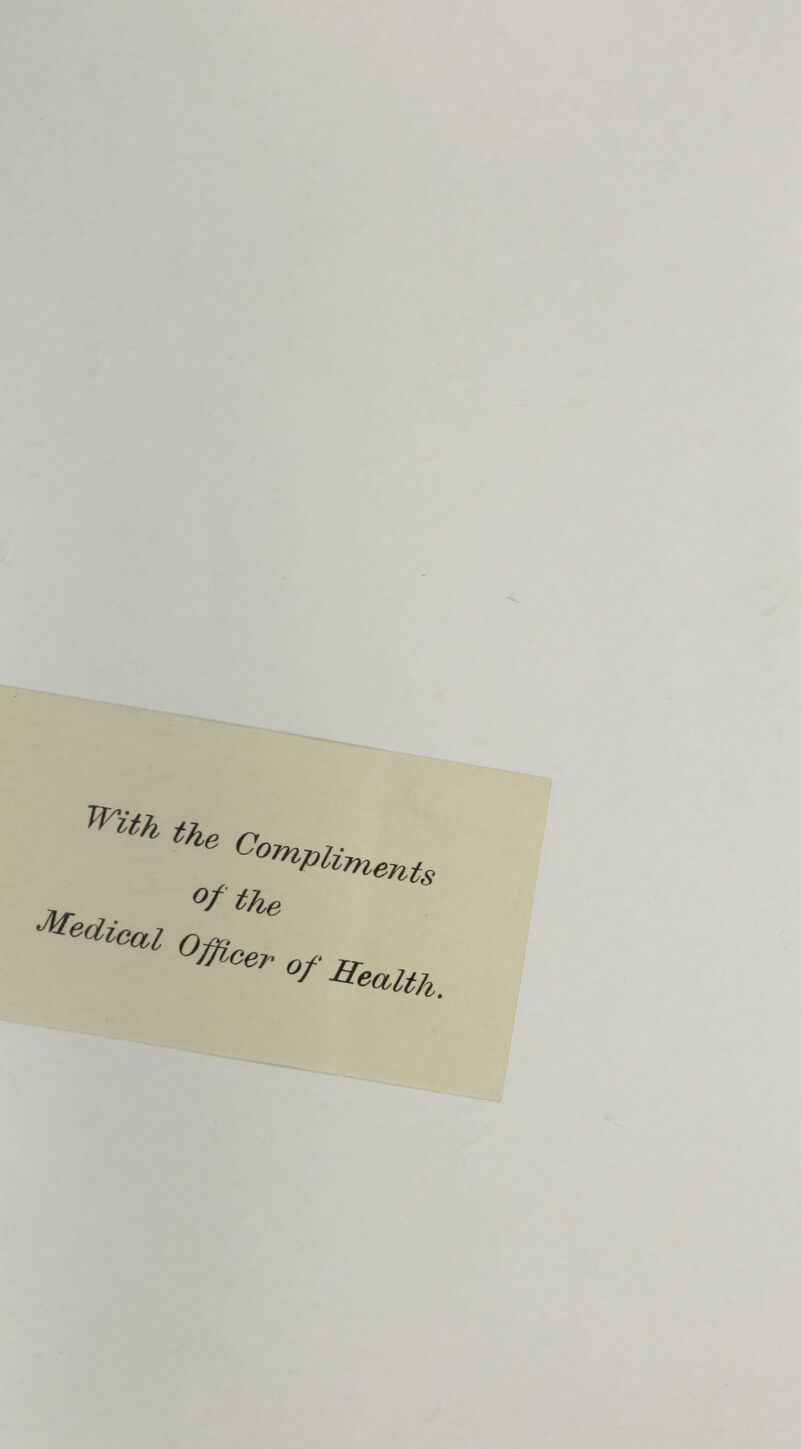 With the Compliments
of the
Medical Officer of Health.